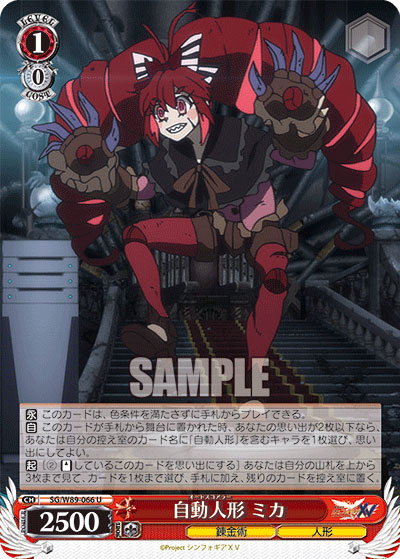 LEVEL
1
0
COST
SAMPLE
永 このカードは、色条件を満たさずに手札からプレイできる。
自 このカードが手札から舞台に置かれた時、あなたの思い出が2枚以下なら、
あなたは自分の控え室のカード名に「自動人形」を含むキャラを1枚選び、思い
出にしてよい。
起 [② しているこのカードを思い出にする] あなたは自分の山札を上から
3枚まで見て、カードを1枚まで選び、手札に加え、残りのカードを控え室に置く。
CH SG/W89-066 U
2500
オートスコアラー
自動人形 ミカ
XV
錬金術
人形
©Project シンフォギアXV